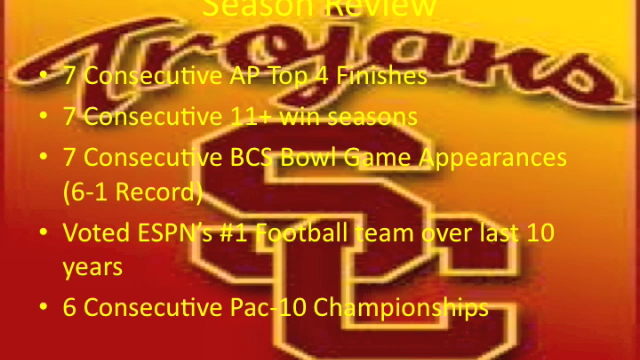 Season Review
Trojans
• 7 Consecutive AP Top 4 Finishes
• 7 Consecutive 11+ win seasons
• 7 Consecutive BCS Bowl Game Appearances
(6-1 Record)
• Voted ESPN's #1 Football team over last 10
years
• 6 Consecutive Pac-10 Championships
SC